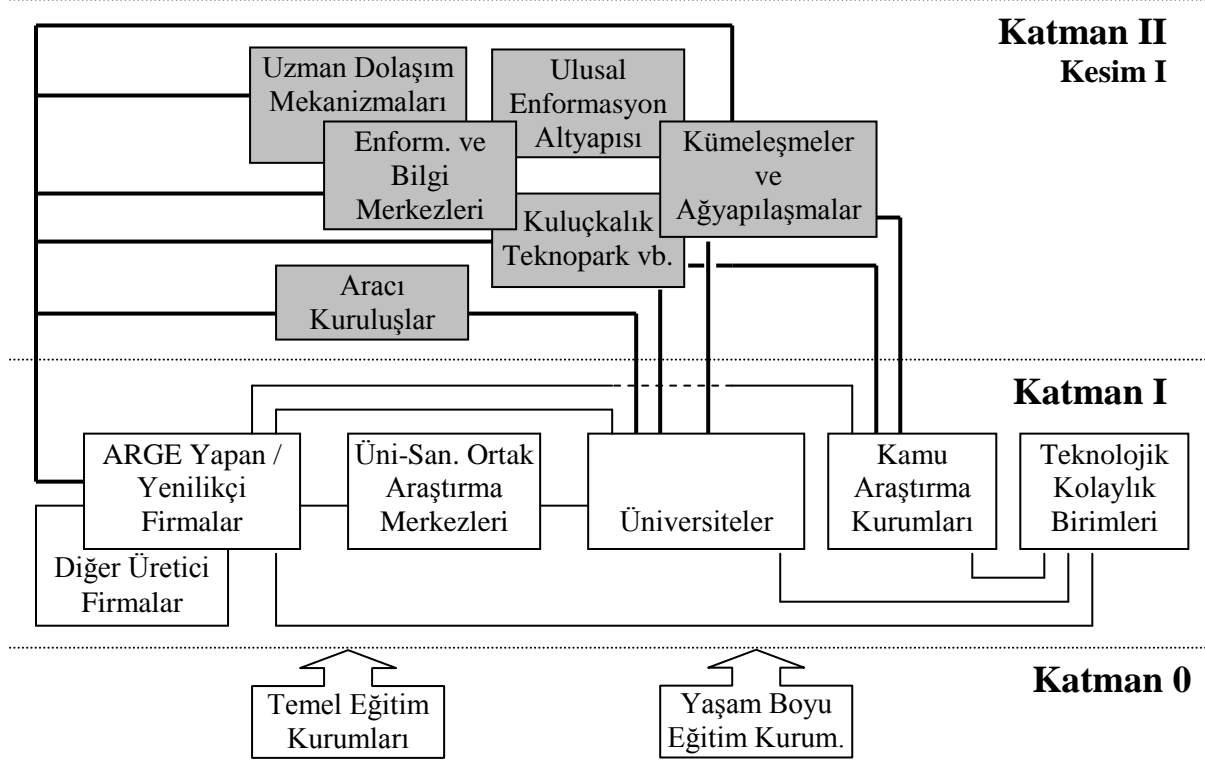 Katman II
Kesim I
Uzman Dolaşım
Mekanizmaları
Ulusal
Enformasyon
Altyapısı
Enform. ve
Bilgi
Merkezleri
Kümeleşmeler
ve
Ağyapılaşmalar
Kuluçkalık
Teknopark vb.
Aracı
Kuruluşlar
Katman I
ARGE Yapan /
Yenilikçi
Firmalar
Üni-San. Ortak
Araştırma
Merkezleri
Üniversiteler
Kamu
Araştırma
Kurumları
Teknolojik
Kolaylık
Birimleri
Diğer Üretici
Firmalar
Katman 0
Temel Eğitim
Kurumları
Yaşam Boyu
Eğitim Kurum.